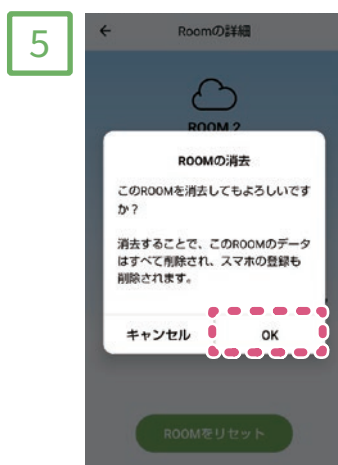 5
Roomの詳細
ROOM 2
ROOMの消去
このROOMを消去してもよろしいです
か？
消去することで、このROOMのデータ
はすべて削除され、スマホの登録も
削除されます。
キャンセル
OK
ROOMをリセット